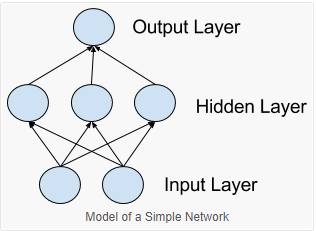 Output Layer
Hidden Layer
Input Layer
Model of a Simple Network